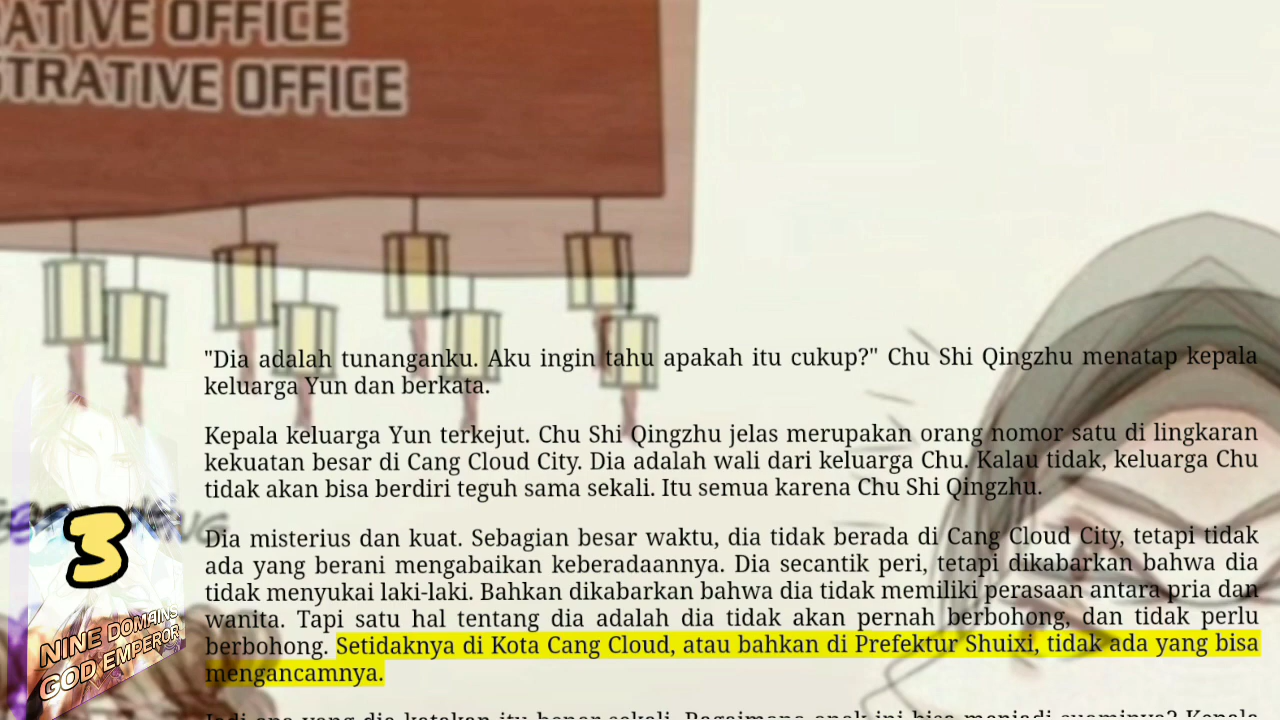 ATIVE OFFICE
STRATIVE OFFICE
"Dia adalah tunanganku. Aku ingin tahu apakah itu cukup?" Chu Shi Qingzhu menatap kepala
keluarga Yun dan berkata.
Kepala keluarga Yun terkejut. Chu Shi Qingzhu jelas merupakan orang nomor satu di lingkaran
kekuatan besar di Cang Cloud City. Dia adalah wali dari keluarga Chu. Kalau tidak, keluarga Chu
tidak akan bisa berdiri teguh sama sekali. Itu semua karena Chu Shi Qingzhu.
Dia misterius dan kuat. Sebagian besar waktu, dia tidak berada di Cang Cloud City, tetapi tidak
ada yang berani mengabaikan keberadaannya. Dia secantik peri, tetapi dikabarkan bahwa dia
tidak menyukai laki-laki. Bahkan dikabarkan bahwa dia tidak memiliki perasaan antara pria dan
wanita. Tapi satu hal tentang dia adalah dia tidak akan pernah berbohong, dan tidak perlu
berbohong. Setidaknya di Kota Cang Cloud, atau bahkan di Prefektur Shuixi, tidak ada yang bisa
mengancamnya.
3
NINE DOMAINS
GOD EMPEROR